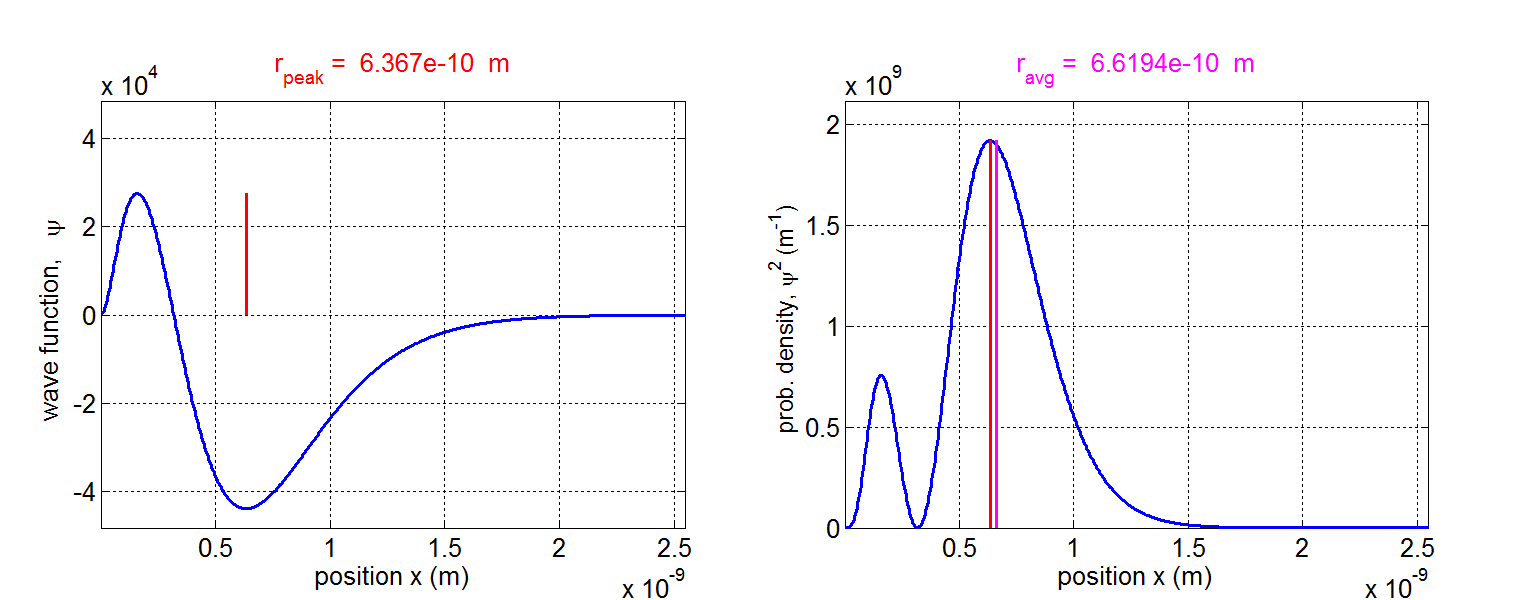 r_peak = 6.367e-10 m
x 10^4
4
2
0
-2
-4
wave function, ψ
0.5 1 1.5 2 2.5
position x (m)
x 10^-9
r_avg = 6.6194e-10 m
x 10^9
2
1.5
1
0.5
0
prob. density, ψ^2 (m^-1)
0.5 1 1.5 2 2.5
position x (m)
x 10^-9